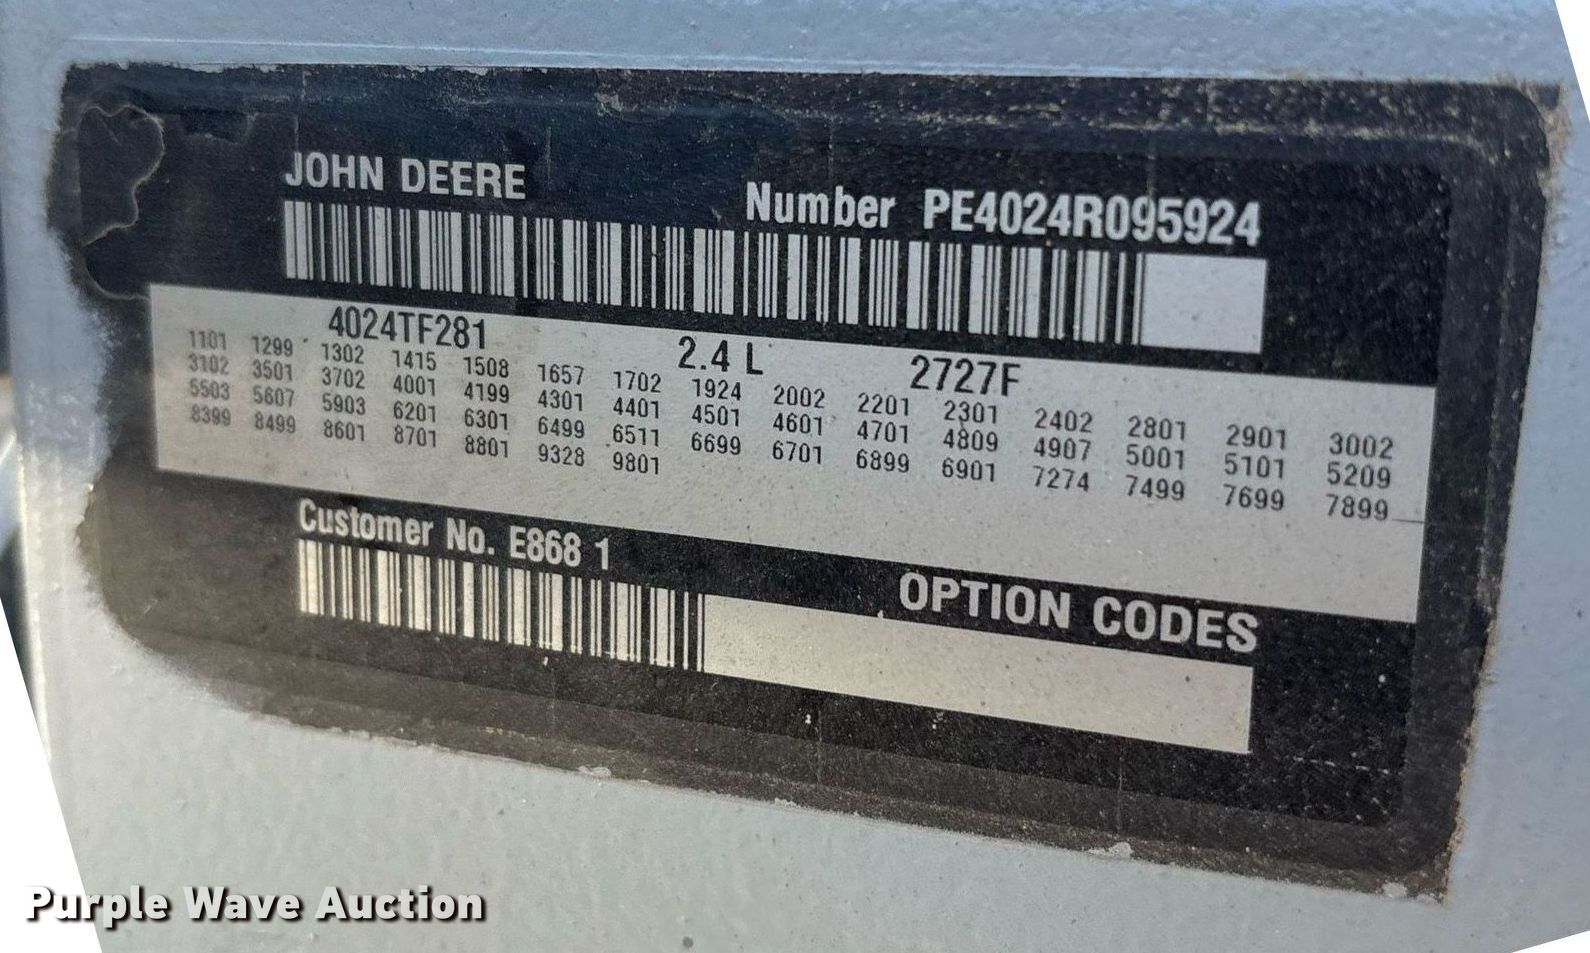 JOHN DEERE
Number PE4024R095924
4024TF281 2.4 L 2727F
1101 1299 1302 1415 1508 1657 1702 1924 2002 2201 2301 2402 2801 2901 3002
3102 3501 3702 4001 4199 4301 4401 4501 4601 4701 4809 4907 5001 5101 5209
5503 5607 5903 6201 6301 6499 6511 6699 6701 6899 6901 7274 7499 7699 7899
8399 8499 8601 8701 8801 9328 9801
Customer No. E868 1
OPTION CODES
Purple Wave Auction